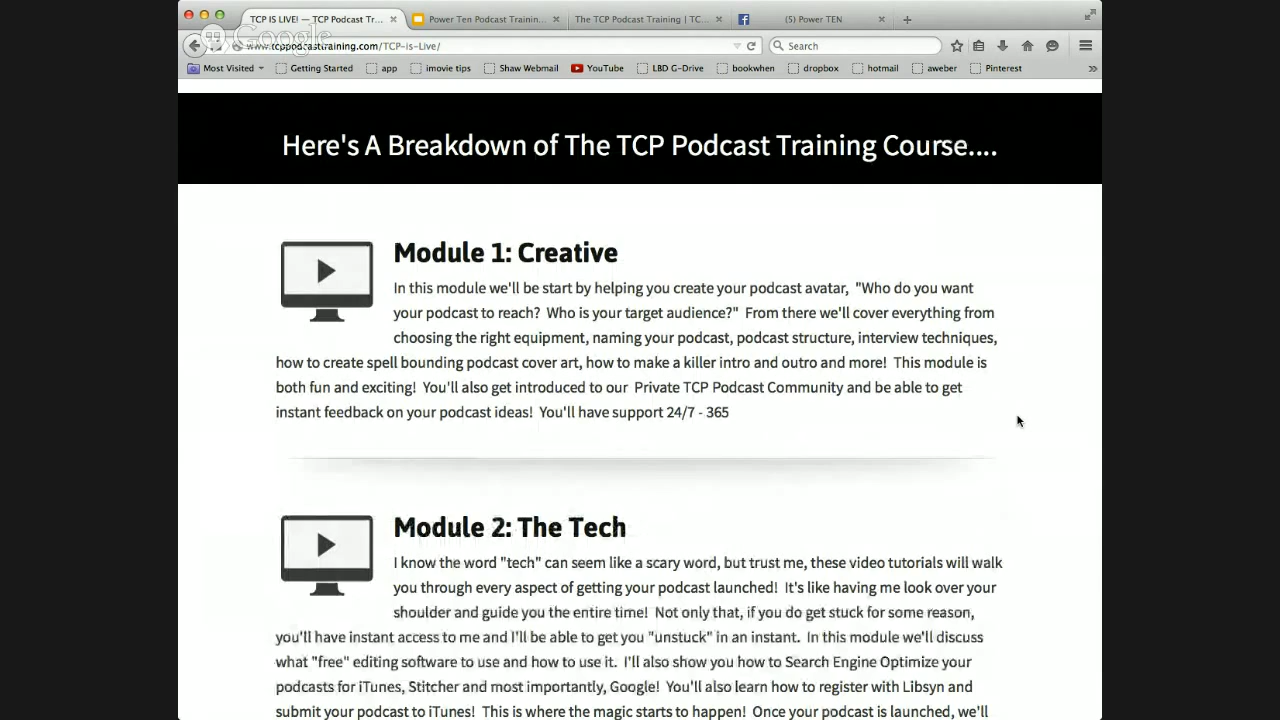 TCP IS LIVE! — TCP Podcast Tr...
Power Ten Podcast Trainin...
The TCP Podcast Training | TC...
(5) Power TEN
Google
www.tcppodcasttraining.com/TCP-is-Live/
Search
Most Visited
Getting Started
app
imovie tips
Shaw Webmail
YouTube
LBD G-Drive
bookwhen
dropbox
hotmail
aweber
Pinterest
Here's A Breakdown of The TCP Podcast Training Course....
Module 1: Creative
In this module we'll be start by helping you create your podcast avatar, "Who do you want
your podcast to reach? Who is your target audience?" From there we'll cover everything from
choosing the right equipment, naming your podcast, podcast structure, interview techniques,
how to create spell bounding podcast cover art, how to make a killer intro and outro and more! This module is
both fun and exciting! You'll also get introduced to our Private TCP Podcast Community and be able to get
instant feedback on your podcast ideas! You'll have support 24/7 - 365
Module 2: The Tech
I know the word "tech" can seem like a scary word, but trust me, these video tutorials will walk
you through every aspect of getting your podcast launched! It's like having me look over your
shoulder and guide you the entire time! Not only that, if you do get stuck for some reason,
you'll have instant access to me and I'll be able to get you "unstuck" in an instant. In this module we'll discuss
what "free" editing software to use and how to use it. I'll also show you how to Search Engine Optimize your
podcasts for iTunes, Stitcher and most importantly, Google! You'll also learn how to register with Libsyn and
submit your podcast to iTunes! This is where the magic starts to happen! Once your podcast is launched, we'll